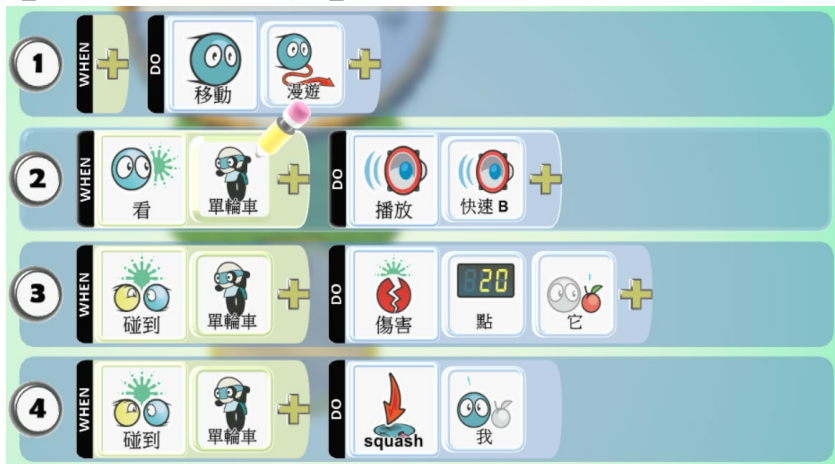 1 WHEN DO 移動 漫遊
2 WHEN 看 單輪車 DO 播放 快速 B
3 WHEN 碰到 單輪車 DO 傷害 20 點 它
4 WHEN 碰到 單輪車 DO squash 我